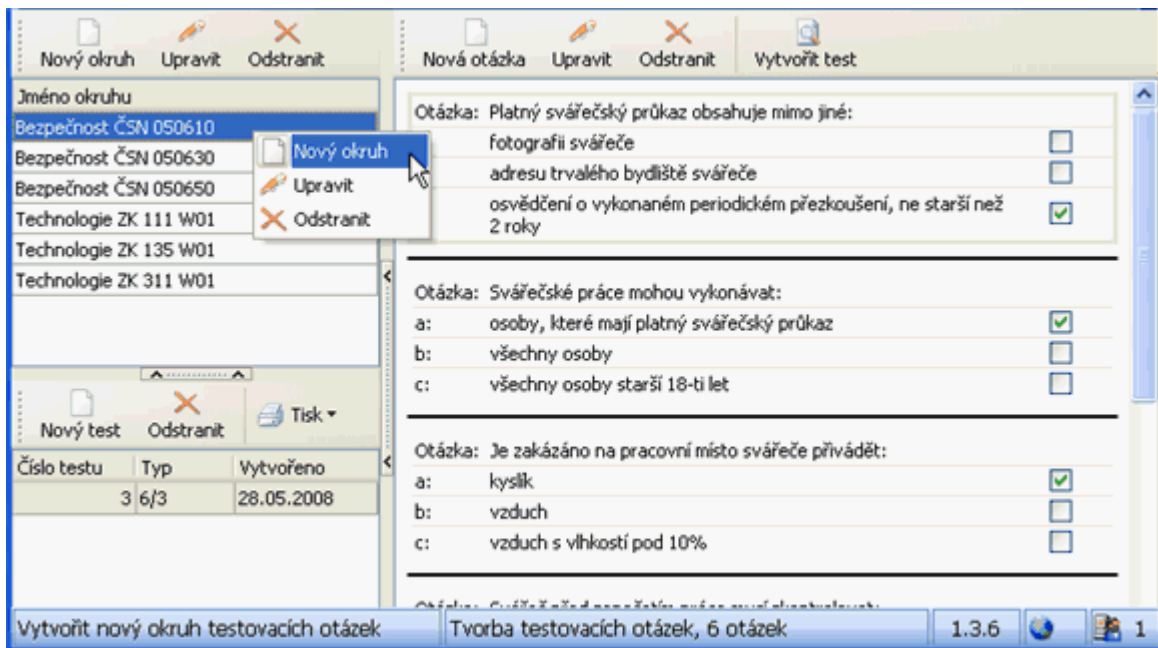 Nový okruh Upravit Odstranit
Nová otázka Upravit Odstranit Vytvořit test
Jméno okruhu
Bezpečnost ČSN 050610
Bezpečnost ČSN 050630
Bezpečnost ČSN 050650
Technologie ZK 111 W01
Technologie ZK 135 W01
Technologie ZK 311 W01
Nový okruh
Upravit
Odstranit
Nový test Odstranit Tisk
Číslo testu Typ Vytvořeno
3 6/3 28.05.2008
Otázka: Platný svářečský průkaz obsahuje mimo jiné:
fotografii svářeče
adresu trvalého bydliště svářeče
osvědčení o vykonaném periodickém přezkoušení, ne starší než
2 roky
Otázka: Svářečské práce mohou vykonávat:
a: osoby, které mají platný svářečský průkaz
b: všechny osoby
c: všechny osoby starší 18-ti let
Otázka: Je zakázáno na pracovní místo svářeče přivádět:
a: kyslík
b: vzduch
c: vzduch s vlhkostí pod 10%
Vytvořit nový okruh testovacích otázek Tvorba testovacích otázek, 6 otázek 1.3.6 1